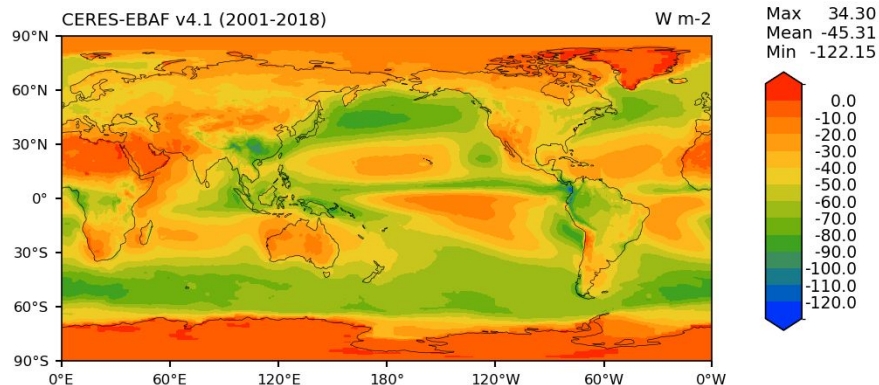 CERES-EBAF v4.1 (2001-2018) W m-2
Max 34.30
Mean -45.31
Min -122.15
90°N
60°N
30°N
0°
30°S
60°S
90°S
0°E 60°E 120°E 180° 120°W 60°W 0°W
0.0
-10.0
-20.0
-30.0
-40.0
-50.0
-60.0
-70.0
-80.0
-90.0
-100.0
-110.0
-120.0